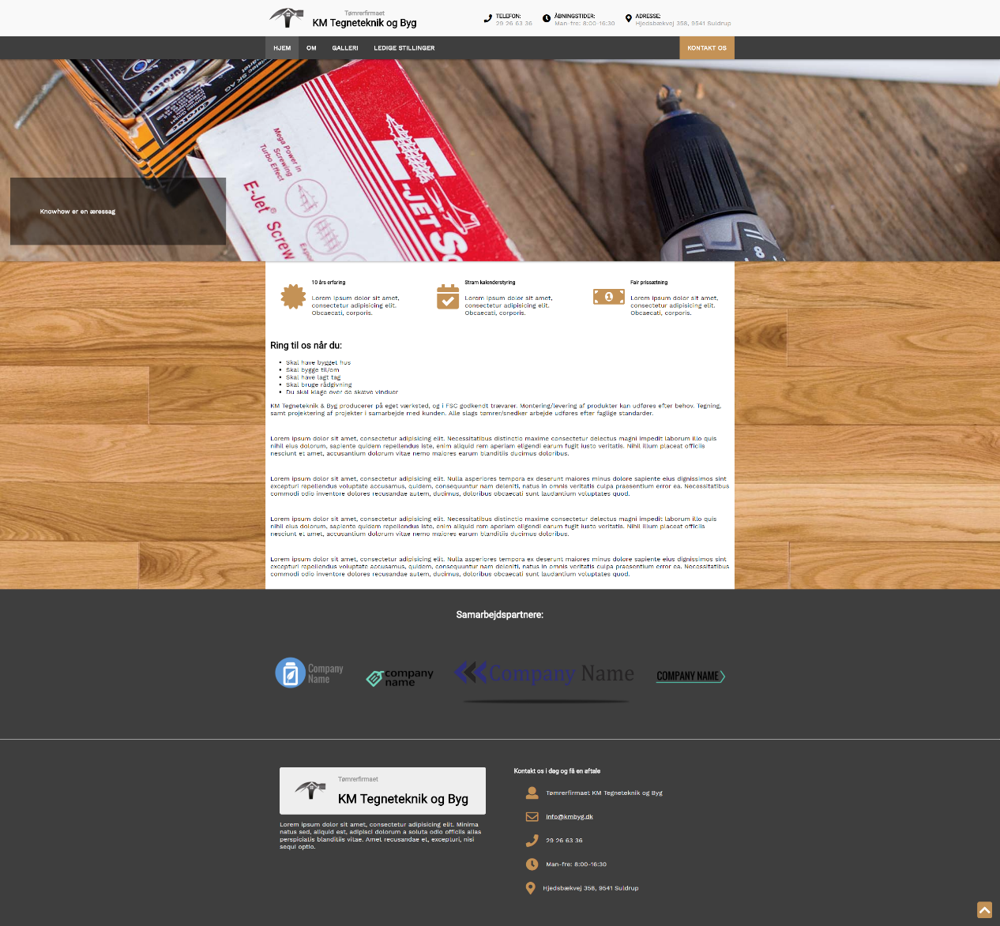 Tømrerfirmaet
KM Tegneteknik og Byg
TELEFON:
29 26 63 36
ÅBNINGSTIDER:
Man-fre: 8:00-16:30
ADRESSE:
Hjedsbækvej 358, 9541 Suldrup
HJEM
OM
GALLERI
LEDIGE STILLINGER
KONTAKT OS
Mega Power in
Screwing
Turbo Effect
E-Jet® Screw
T-JET
8
Knowhow er en æressag
10 års erfaring
Lorem ipsum dolor sit amet,
consectetur adipisicing elit.
Obcaecati, corporis.
Stram kalenderstyring
Lorem ipsum dolor sit amet,
consectetur adipisicing elit.
Obcaecati, corporis.
Fair prissætning
Lorem ipsum dolor sit amet,
consectetur adipisicing elit.
Obcaecati, corporis.
Ring til os når du:
Skal have bygget hus
Skal bygge til/om
Skal have lagt tag
Skal bruge rådgivning
Du skal klage over de skæve vinduer
KM Tegneteknik & Byg producerer på eget værksted, og i FSC godkendt trævarer. Montering/levering af produkter kan udføres efter behov. Tegning,
samt projektering af projekter i samarbejde med kunden. Alle slags tømrer/snedker arbejde udføres efter faglige standarder.
Lorem ipsum dolor sit amet, consectetur adipisicing elit. Necessitatibus distinctio maxime consectetur delectus magni impedit laborum illo quis
nihil eius dolorum, sapiente quidem repellendus iste, enim aliquid rem aperiam eligendi earum fugit iusto veritatis. Nihil illum placeat officiis
nesciunt et amet, accusantium dolorum vitae nemo maiores earum blanditiis ducimus doloribus.
Lorem ipsum dolor sit amet, consectetur adipisicing elit. Nulla asperiores tempora ex deserunt maiores minus dolore sapiente eius dignissimos sint
excepturi repellendus voluptate accusamus, quidem, consequuntur nam deleniti, natus in omnis veritatis culpa praesentium error ea. Necessitatibus
commodi odio inventore dolores recusandae autem, ducimus, doloribus obcaecati sunt laudantium voluptates quod.
Lorem ipsum dolor sit amet, consectetur adipisicing elit. Necessitatibus distinctio maxime consectetur delectus magni impedit laborum illo quis
nihil eius dolorum, sapiente quidem repellendus iste, enim aliquid rem aperiam eligendi earum fugit iusto veritatis. Nihil illum placeat officiis
nesciunt et amet, accusantium dolorum vitae nemo maiores earum blanditiis ducimus doloribus.
Lorem ipsum dolor sit amet, consectetur adipisicing elit. Nulla asperiores tempora ex deserunt maiores minus dolore sapiente eius dignissimos sint
excepturi repellendus voluptate accusamus, quidem, consequuntur nam deleniti, natus in omnis veritatis culpa praesentium error ea. Necessitatibus
commodi odio inventore dolores recusandae autem, ducimus, doloribus obcaecati sunt laudantium voluptates quod.
Samarbejdspartnere:
Company
Name
company
name
Company Name
COMPANY NAME
Tømrerfirmaet
KM Tegneteknik og Byg
Lorem ipsum dolor sit amet, consectetur adipisicing elit. Minima
natus sed, aliquid est, adipisci dolorum a soluta odio officiis alias
perspiciatis blanditiis vitae. Amet recusandae et, excepturi, nisi
sequi optio.
Kontakt os i dag og få en aftale
Tømrerfirmaet KM Tegneteknik og Byg
info@kmbyg.dk
29 26 63 36
Man-fre: 8:00-16:30
Hjedsbækvej 358, 9541 Suldrup